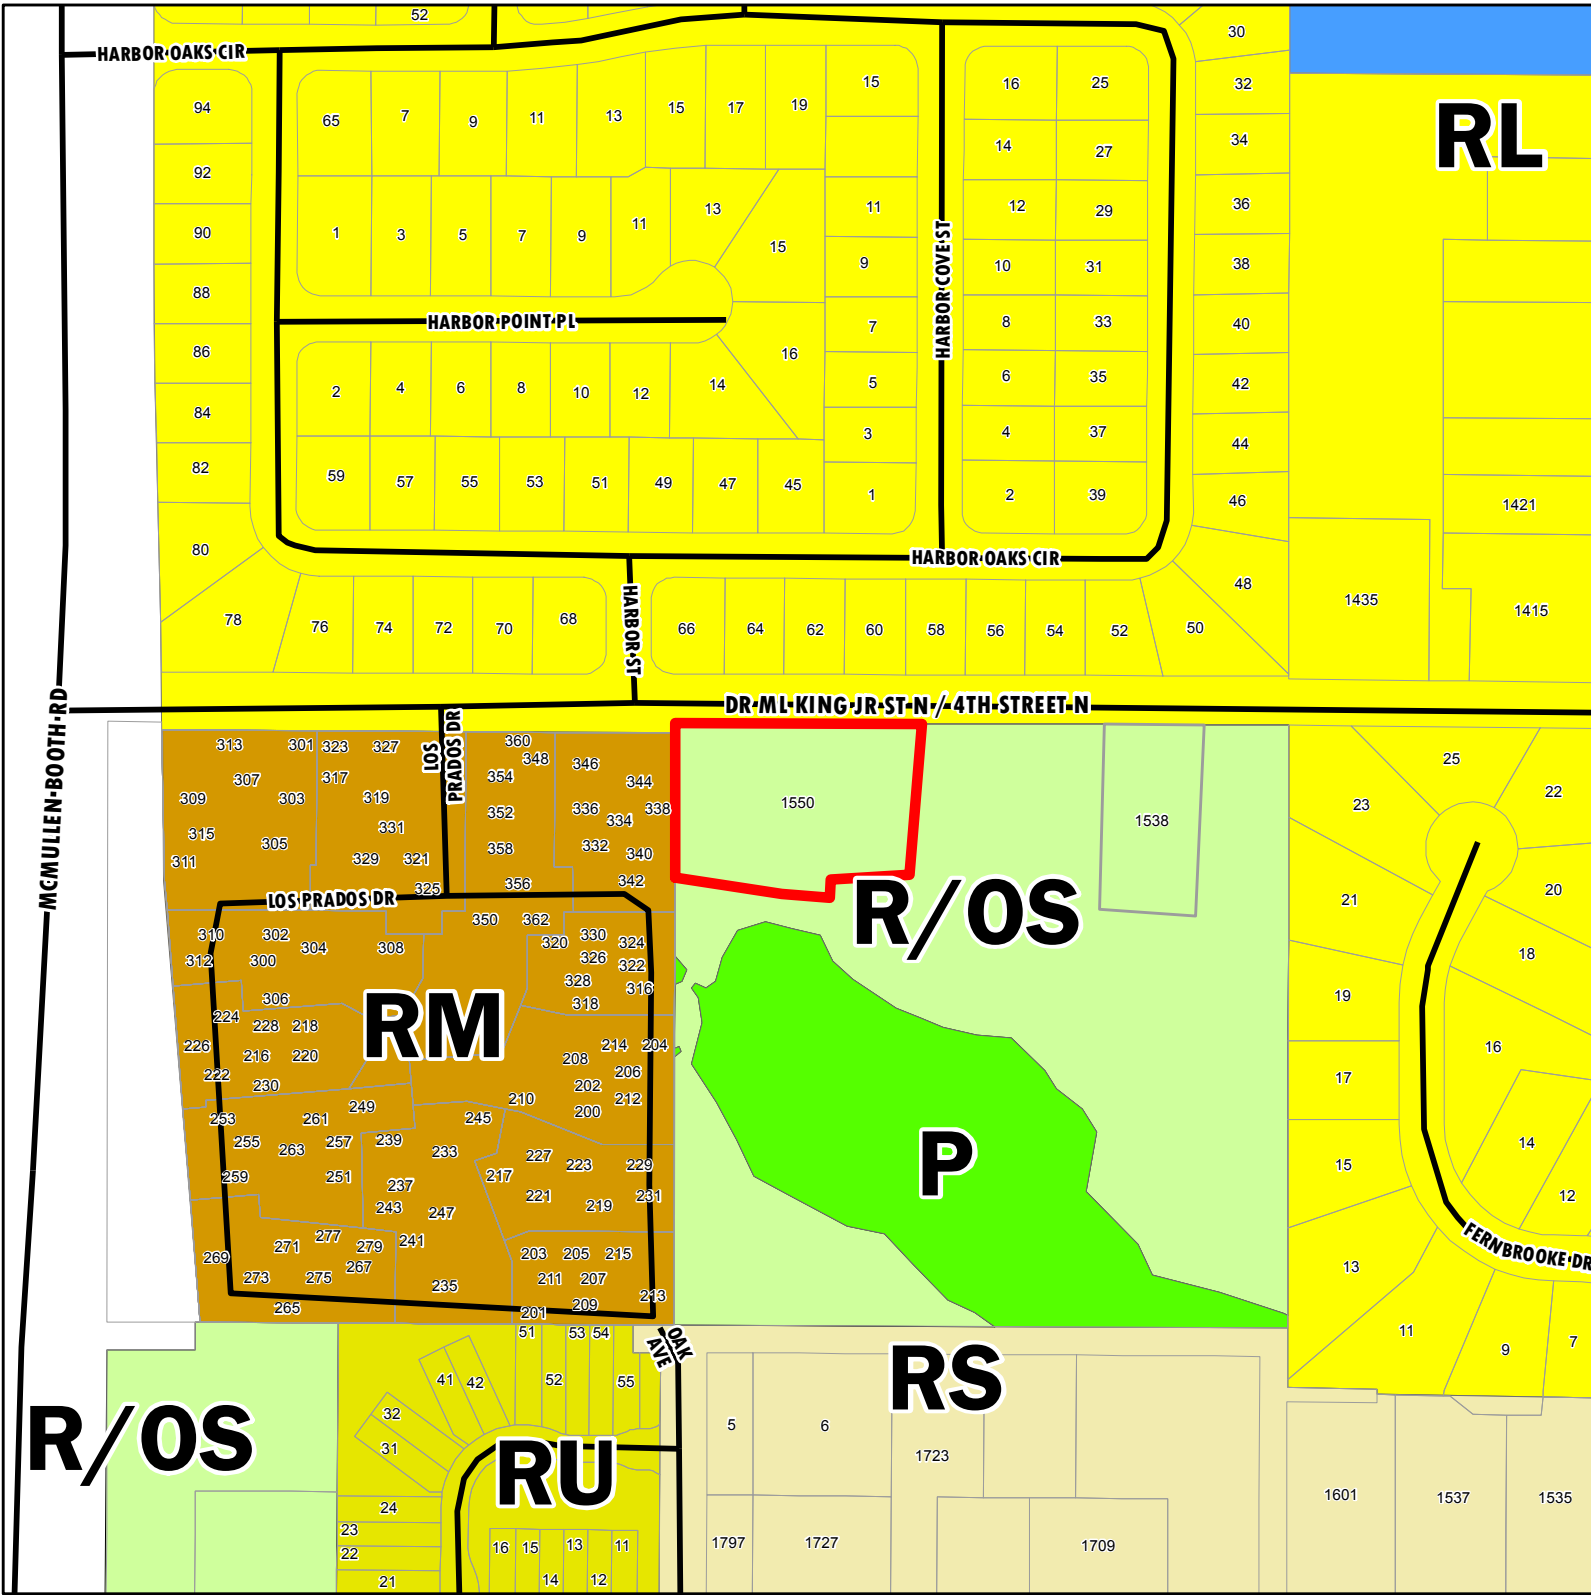 52
30
HARBOR OAKS CIR
94 65 7 9 11 13 15 17 19 15 16 25 32
RL
92 14 27 34
90 1 3 5 7 9 11 13 15 11 12 29 36
9 10 31 38
88
HARBOR POINT PL
HARBOR COVE ST
7 8 33 40
86 16
2 4 6 8 10 12 14 5 6 35 42
84 3 4 37 44
82 59 57 55 53 51 49 47 45 1 2 39 46 1421
80
HARBOR OAKS CIR
48
1435 1415
78 76 74 72 70 68
HARBOR ST
66 64 62 60 58 56 54 52 50
MCMULLEN-BOOTH RD
DR ML KING JR ST N / 4TH STREET N
LOS
PRADOS DR
313 301 323 327 360 348 346
307 317 354 344
309 303 319 352 336 334 338
315 305 331 358 332
311 329 321 340
325 356 342
1550
1538
25
23 22
21 20
R/OS
LOS PRADOS DR
310 302 304 308 350 362 320 330 324
312 300 326 322
306 328 316
318
RM
224 228 218
226 216 220
222 230
214 204
208 206
202 212
210 200
253 261 249 245
255 263 257 239 233 227 223 229
259 251 237 217 221 219 231
243 247
269 271 277 279 241 203 205 215
273 275 267 235 211 207 213
265 201 209
P
19 18
17 16
15 14
12
13
FERNBROOKE DR
11 9 7
51 53 54
OAK
AVE
RS
R/OS
41 42 52 55
32
31
RU
5 6
1723
24
23
22
21
16 15 13 11
14 12
1797 1727 1709
1601 1537 1535